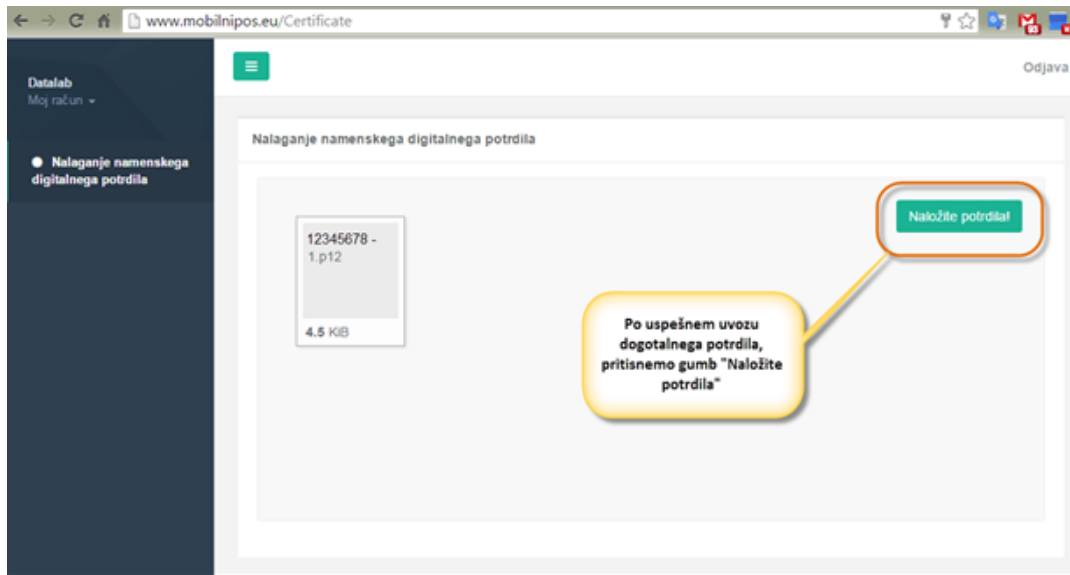 www.mobilnipos.eu/Certificate
93
Datalab
Moj račun
Odjava
Nalaganje namenskega
digitalnega potrdila
Nalaganje namenskega digitalnega potrdila
12345678 -
1.p12
4.5 KiB
Naložite potrdila!
Po uspešnem uvozu
dogotalnega potrdila,
pritisnemo gumb "Naložite
potrdila"